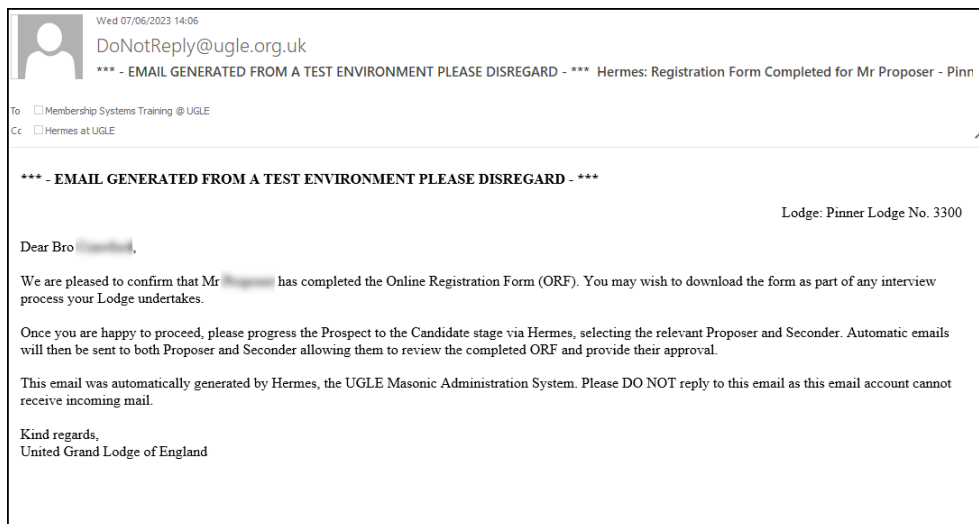 Wed 07/06/2023 14:06
DoNotReply@ugle.org.uk
*** - EMAIL GENERATED FROM A TEST ENVIRONMENT PLEASE DISREGARD - *** Hermes: Registration Form Completed for Mr Proposer - Pinn
To Membership Systems Training @ UGLE
Cc Hermes at UGLE
*** - EMAIL GENERATED FROM A TEST ENVIRONMENT PLEASE DISREGARD - ***
Lodge: Pinner Lodge No. 3300
Dear Bro ,
We are pleased to confirm that Mr has completed the Online Registration Form (ORF). You may wish to download the form as part of any interview
process your Lodge undertakes.
Once you are happy to proceed, please progress the Prospect to the Candidate stage via Hermes, selecting the relevant Proposer and Seconder. Automatic emails
will then be sent to both Proposer and Seconder allowing them to review the completed ORF and provide their approval.
This email was automatically generated by Hermes, the UGLE Masonic Administration System. Please DO NOT reply to this email as this email account cannot
receive incoming mail.
Kind regards,
United Grand Lodge of England